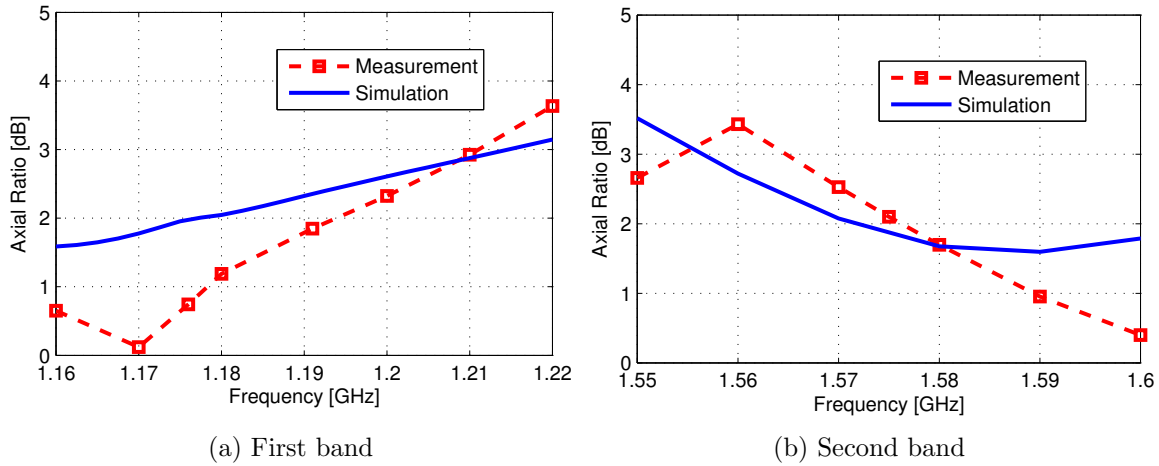 5
4
3
2
1
0
Axial Ratio [dB]
Measurement
Simulation
1.16 1.17 1.18 1.19 1.2 1.21 1.22
Frequency [GHz]
(a) First band
5
4
3
2
1
0
Axial Ratio [dB]
Measurement
Simulation
1.55 1.56 1.57 1.58 1.59 1.6
Frequency [GHz]
(b) Second band